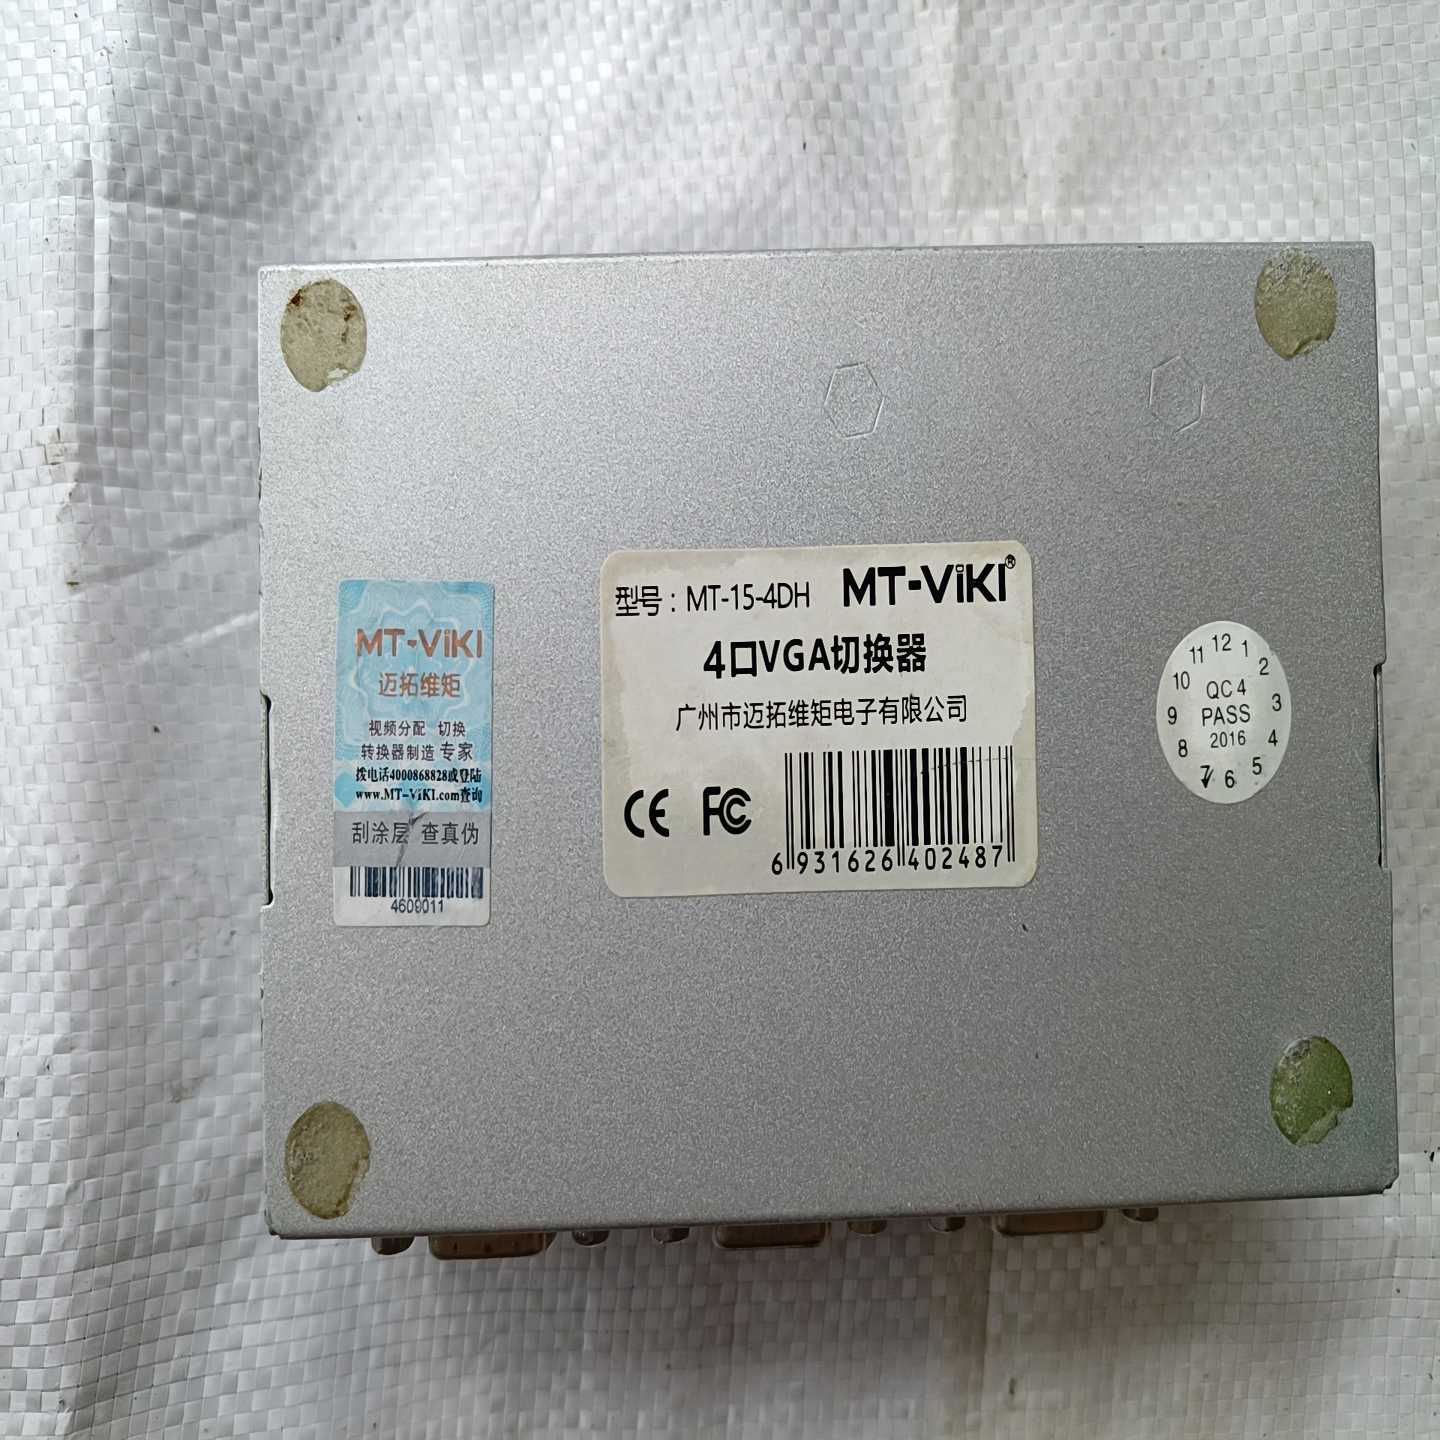 MT-ViKI
迈拓维矩
视频分配 切换
转换器制造 专家
拨电话4000868828或登陆
www.MT-ViKI.com查询
刮涂层 查真伪
4609011
型号：MT-15-4DH MT-ViKI®
4口VGA切换器
广州市迈拓维矩电子有限公司
CE FC
6 931626 402487
12
11 1
10 2
QC 4
9 PASS 3
2016
8 4
7 6 5